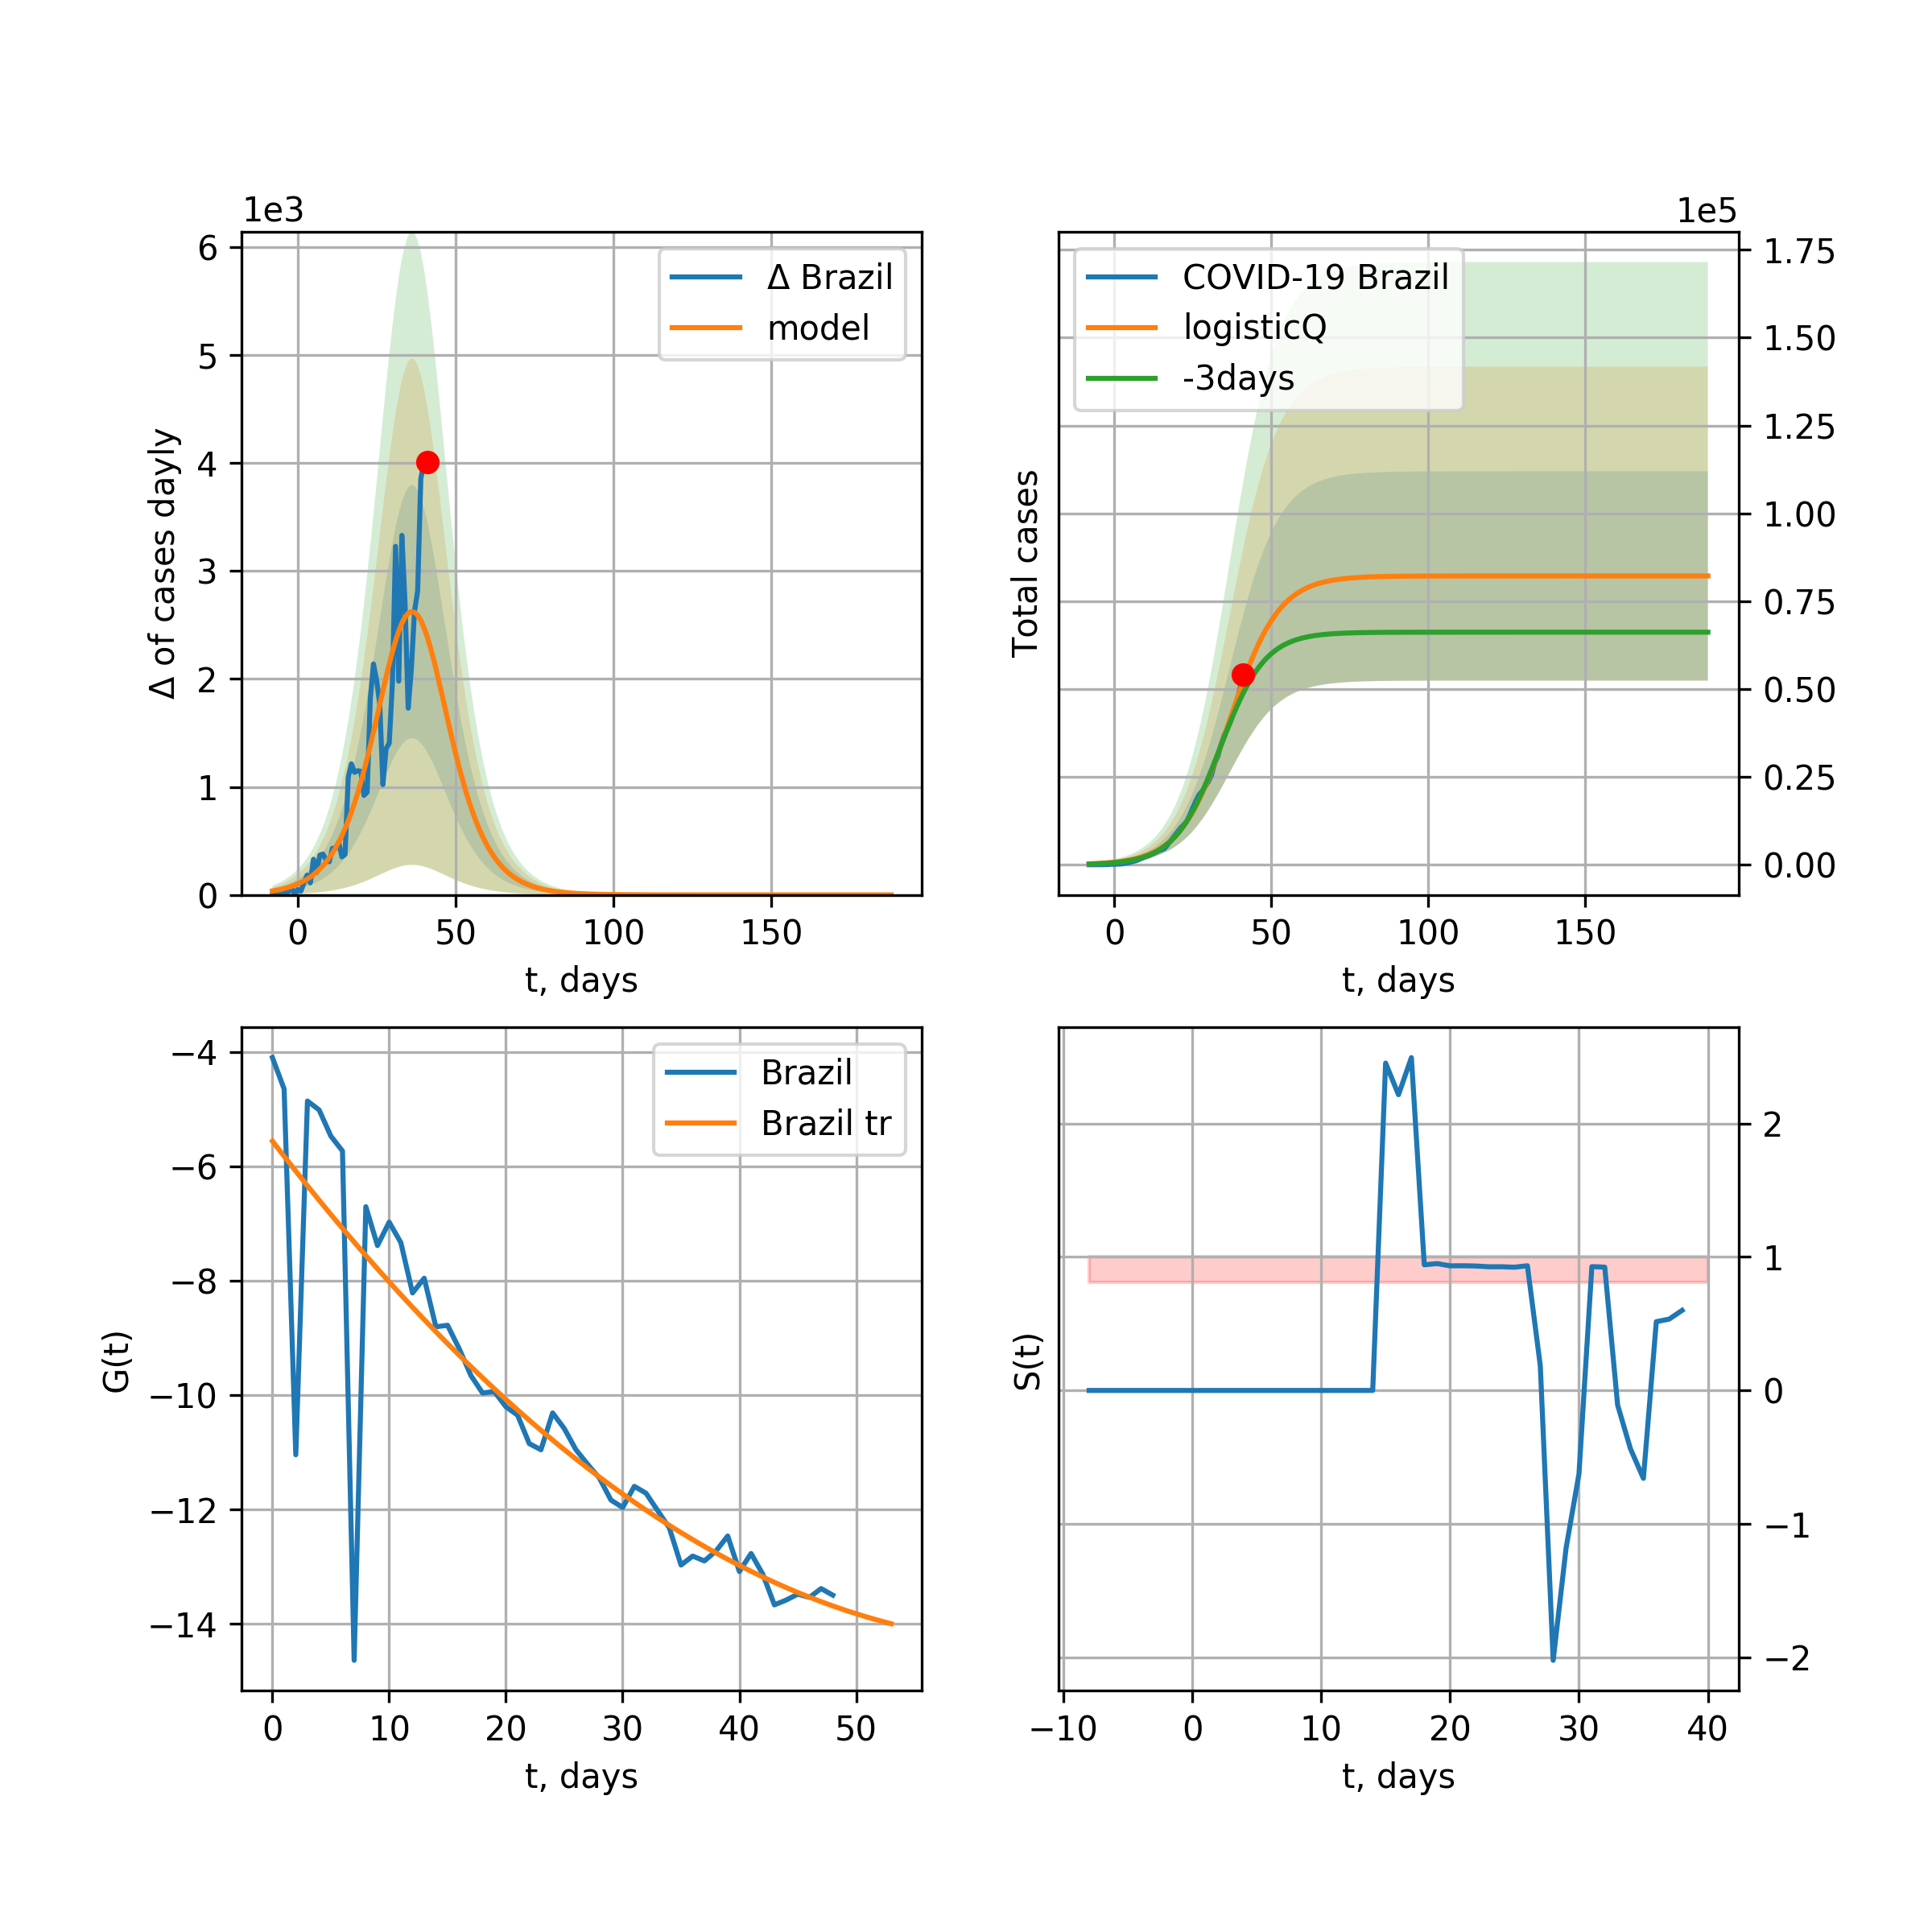 1e3
6
5
4
3
2
1
0
Δ of cases dayly
Δ Brazil
model
0 50 100 150
t, days
1e5
COVID-19 Brazil
logisticQ
-3days
Total cases
1.75
1.50
1.25
1.00
0.75
0.50
0.25
0.00
0 50 100 150
t, days
−4
−6
−8
−10
−12
−14
G(t)
Brazil
Brazil tr
0 10 20 30 40 50
t, days
S(t)
2
1
0
−1
−2
−10 0 10 20 30 40
t, days